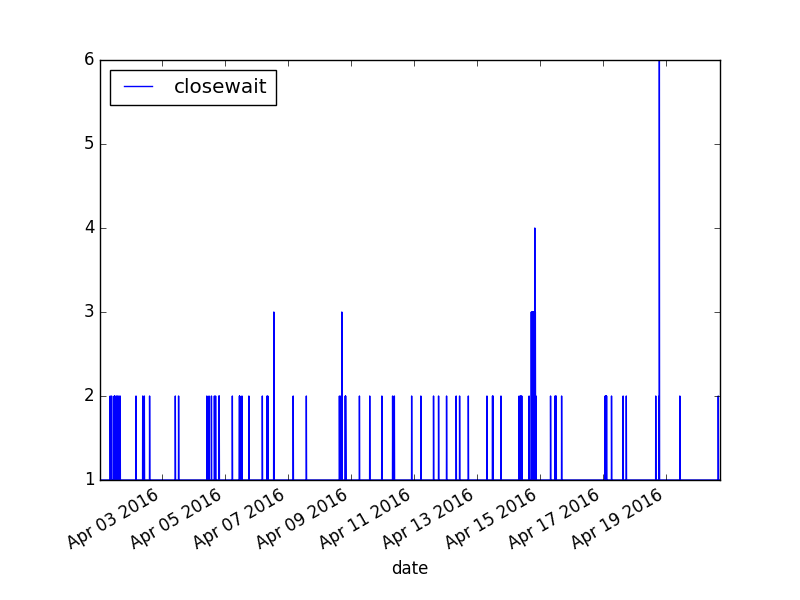 closewait
6
5
4
3
2
1
Apr 03 2016
Apr 05 2016
Apr 07 2016
Apr 09 2016
Apr 11 2016
Apr 13 2016
Apr 15 2016
Apr 17 2016
Apr 19 2016
date